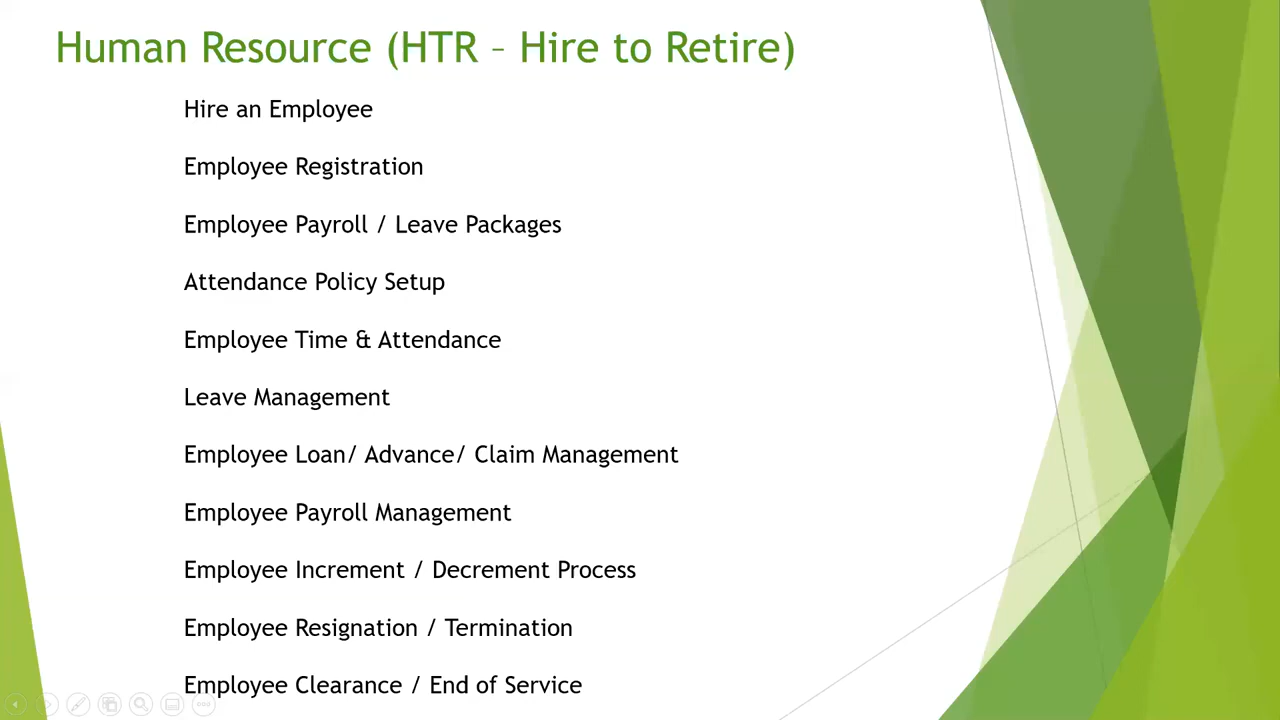 Human Resource (HTR – Hire to Retire)
Hire an Employee
Employee Registration
Employee Payroll / Leave Packages
Attendance Policy Setup
Employee Time & Attendance
Leave Management
Employee Loan/ Advance/ Claim Management
Employee Payroll Management
Employee Increment / Decrement Process
Employee Resignation / Termination
Employee Clearance / End of Service